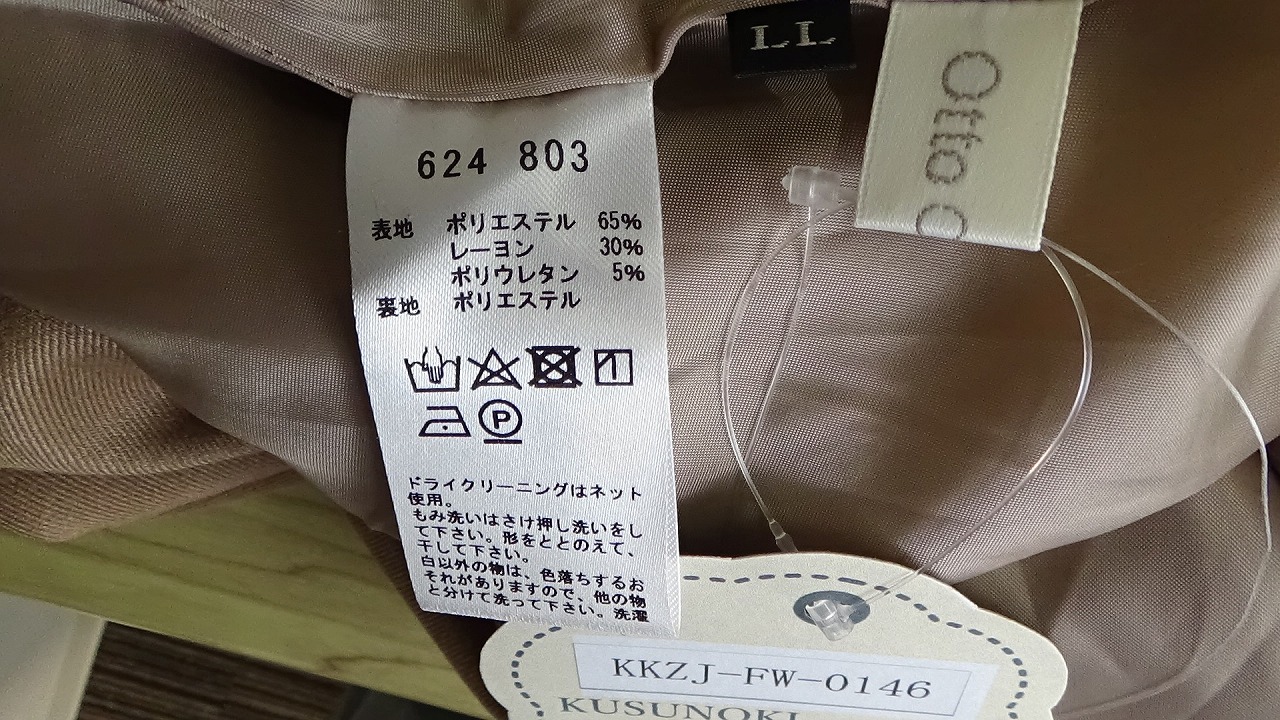 LL
Otto
624 803
表地 ポリエステル 65%
レーヨン 30%
ポリウレタン 5%
裏地 ポリエステル
P
ドライクリーニングはネット
使用。
もみ洗いはさけ押し洗いをし
て下さい。形をととのえて、
干して下さい。
白以外の物は、色落ちするお
それがありますので、他の物
と分けて洗って下さい。洗濯
KKZJ-FW-0146
KUSUNOKI